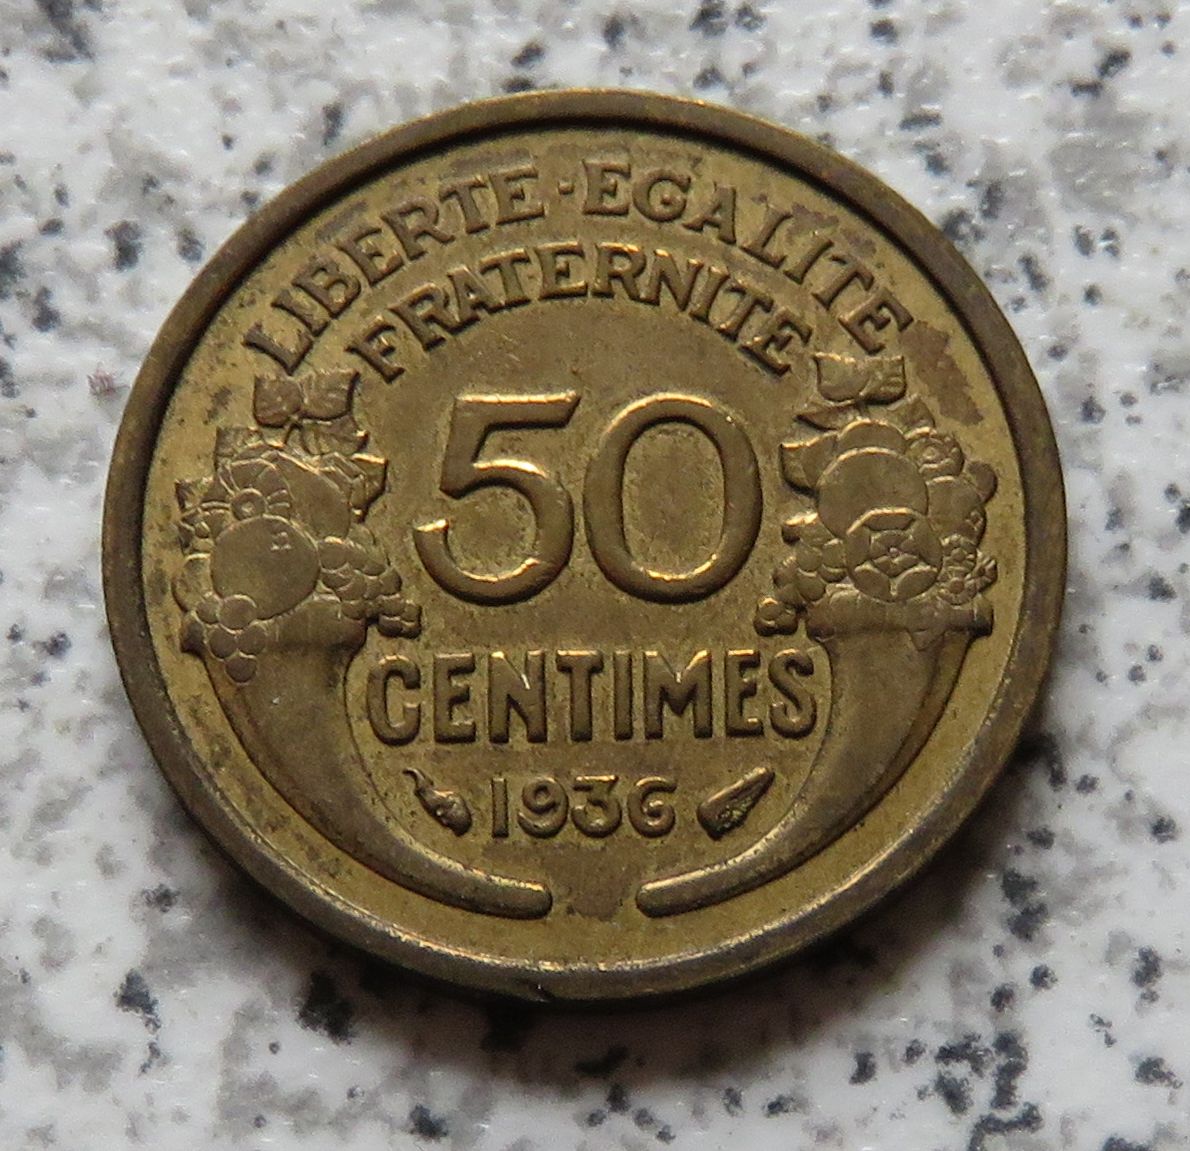 LIBERTE · EGALITE
FRATERNITE
50
CENTIMES
1936